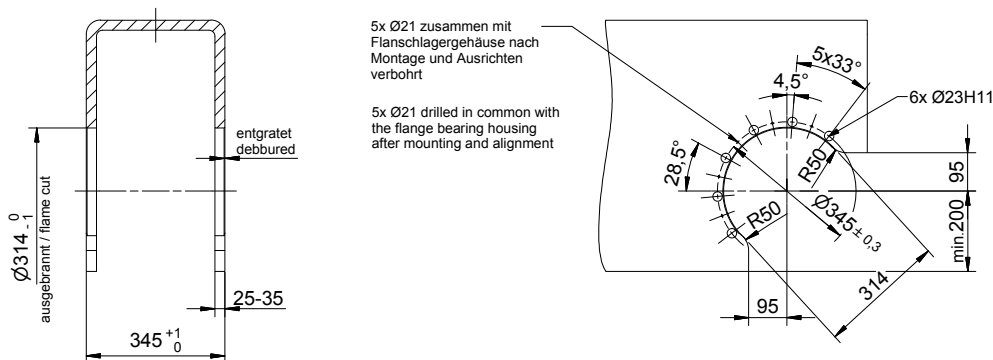 5x Ø21 zusammen mit
Flanschlagergehäuse nach
Montage und Ausrichten
verbohrt
5x Ø21 drilled in common with
the flange bearing housing
after mounting and alignment
entgratet
debbured
Ø314 0 -1
ausgebrannt / flame cut
25-35
345 +1 0
5x33°
4,5°
6x Ø23H11
28,5°
R50
R50
95
min.200
Ø345±0,3
314
95